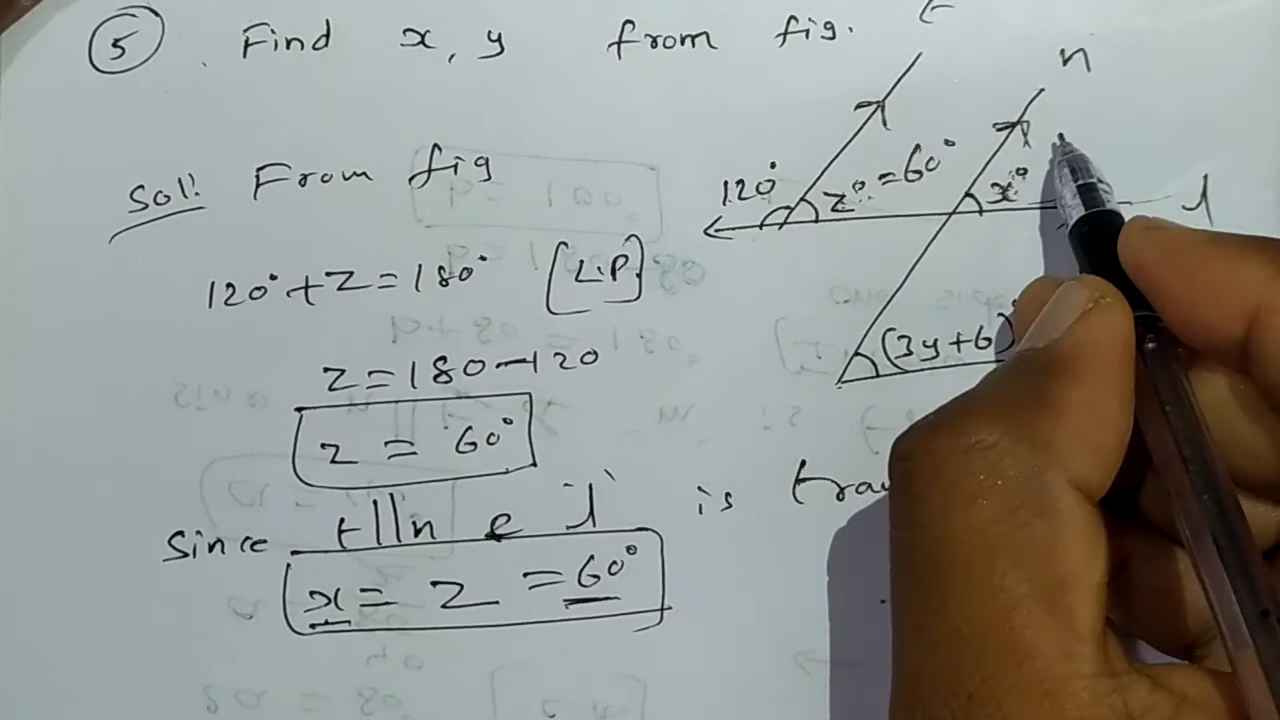 ⑤ Find x, y from fig.
t
n
120° z° = 60° x° l
Sol: From fig
120° + Z = 180° [L.P]
(3y+6)
Z = 180 - 120
z = 60°
Since t||n & l is
x = Z = 60°